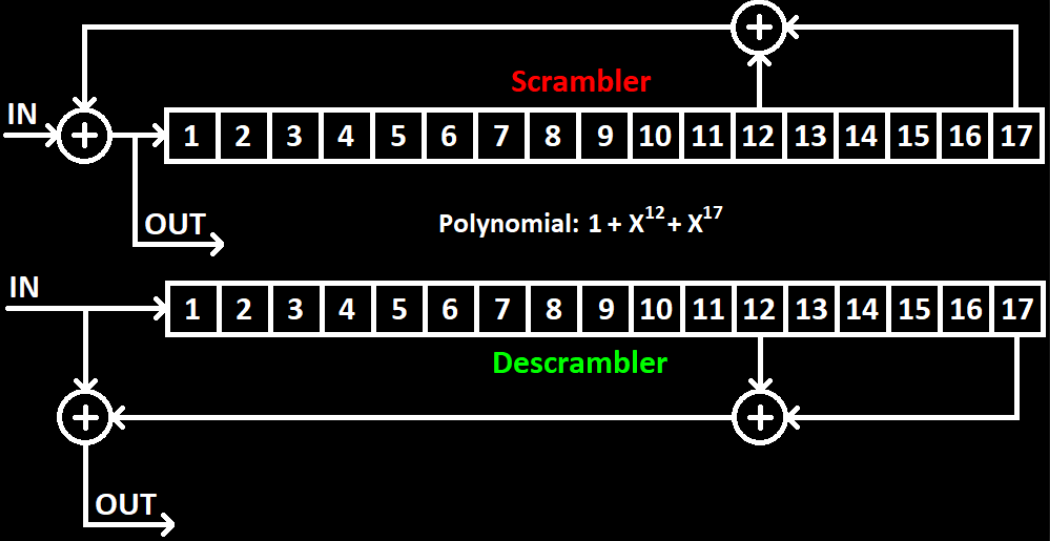 Scrambler
IN
1 2 3 4 5 6 7 8 9 10 11 12 13 14 15 16 17
OUT
Polynomial: 1 + X^12 + X^17
IN
1 2 3 4 5 6 7 8 9 10 11 12 13 14 15 16 17
Descrambler
OUT